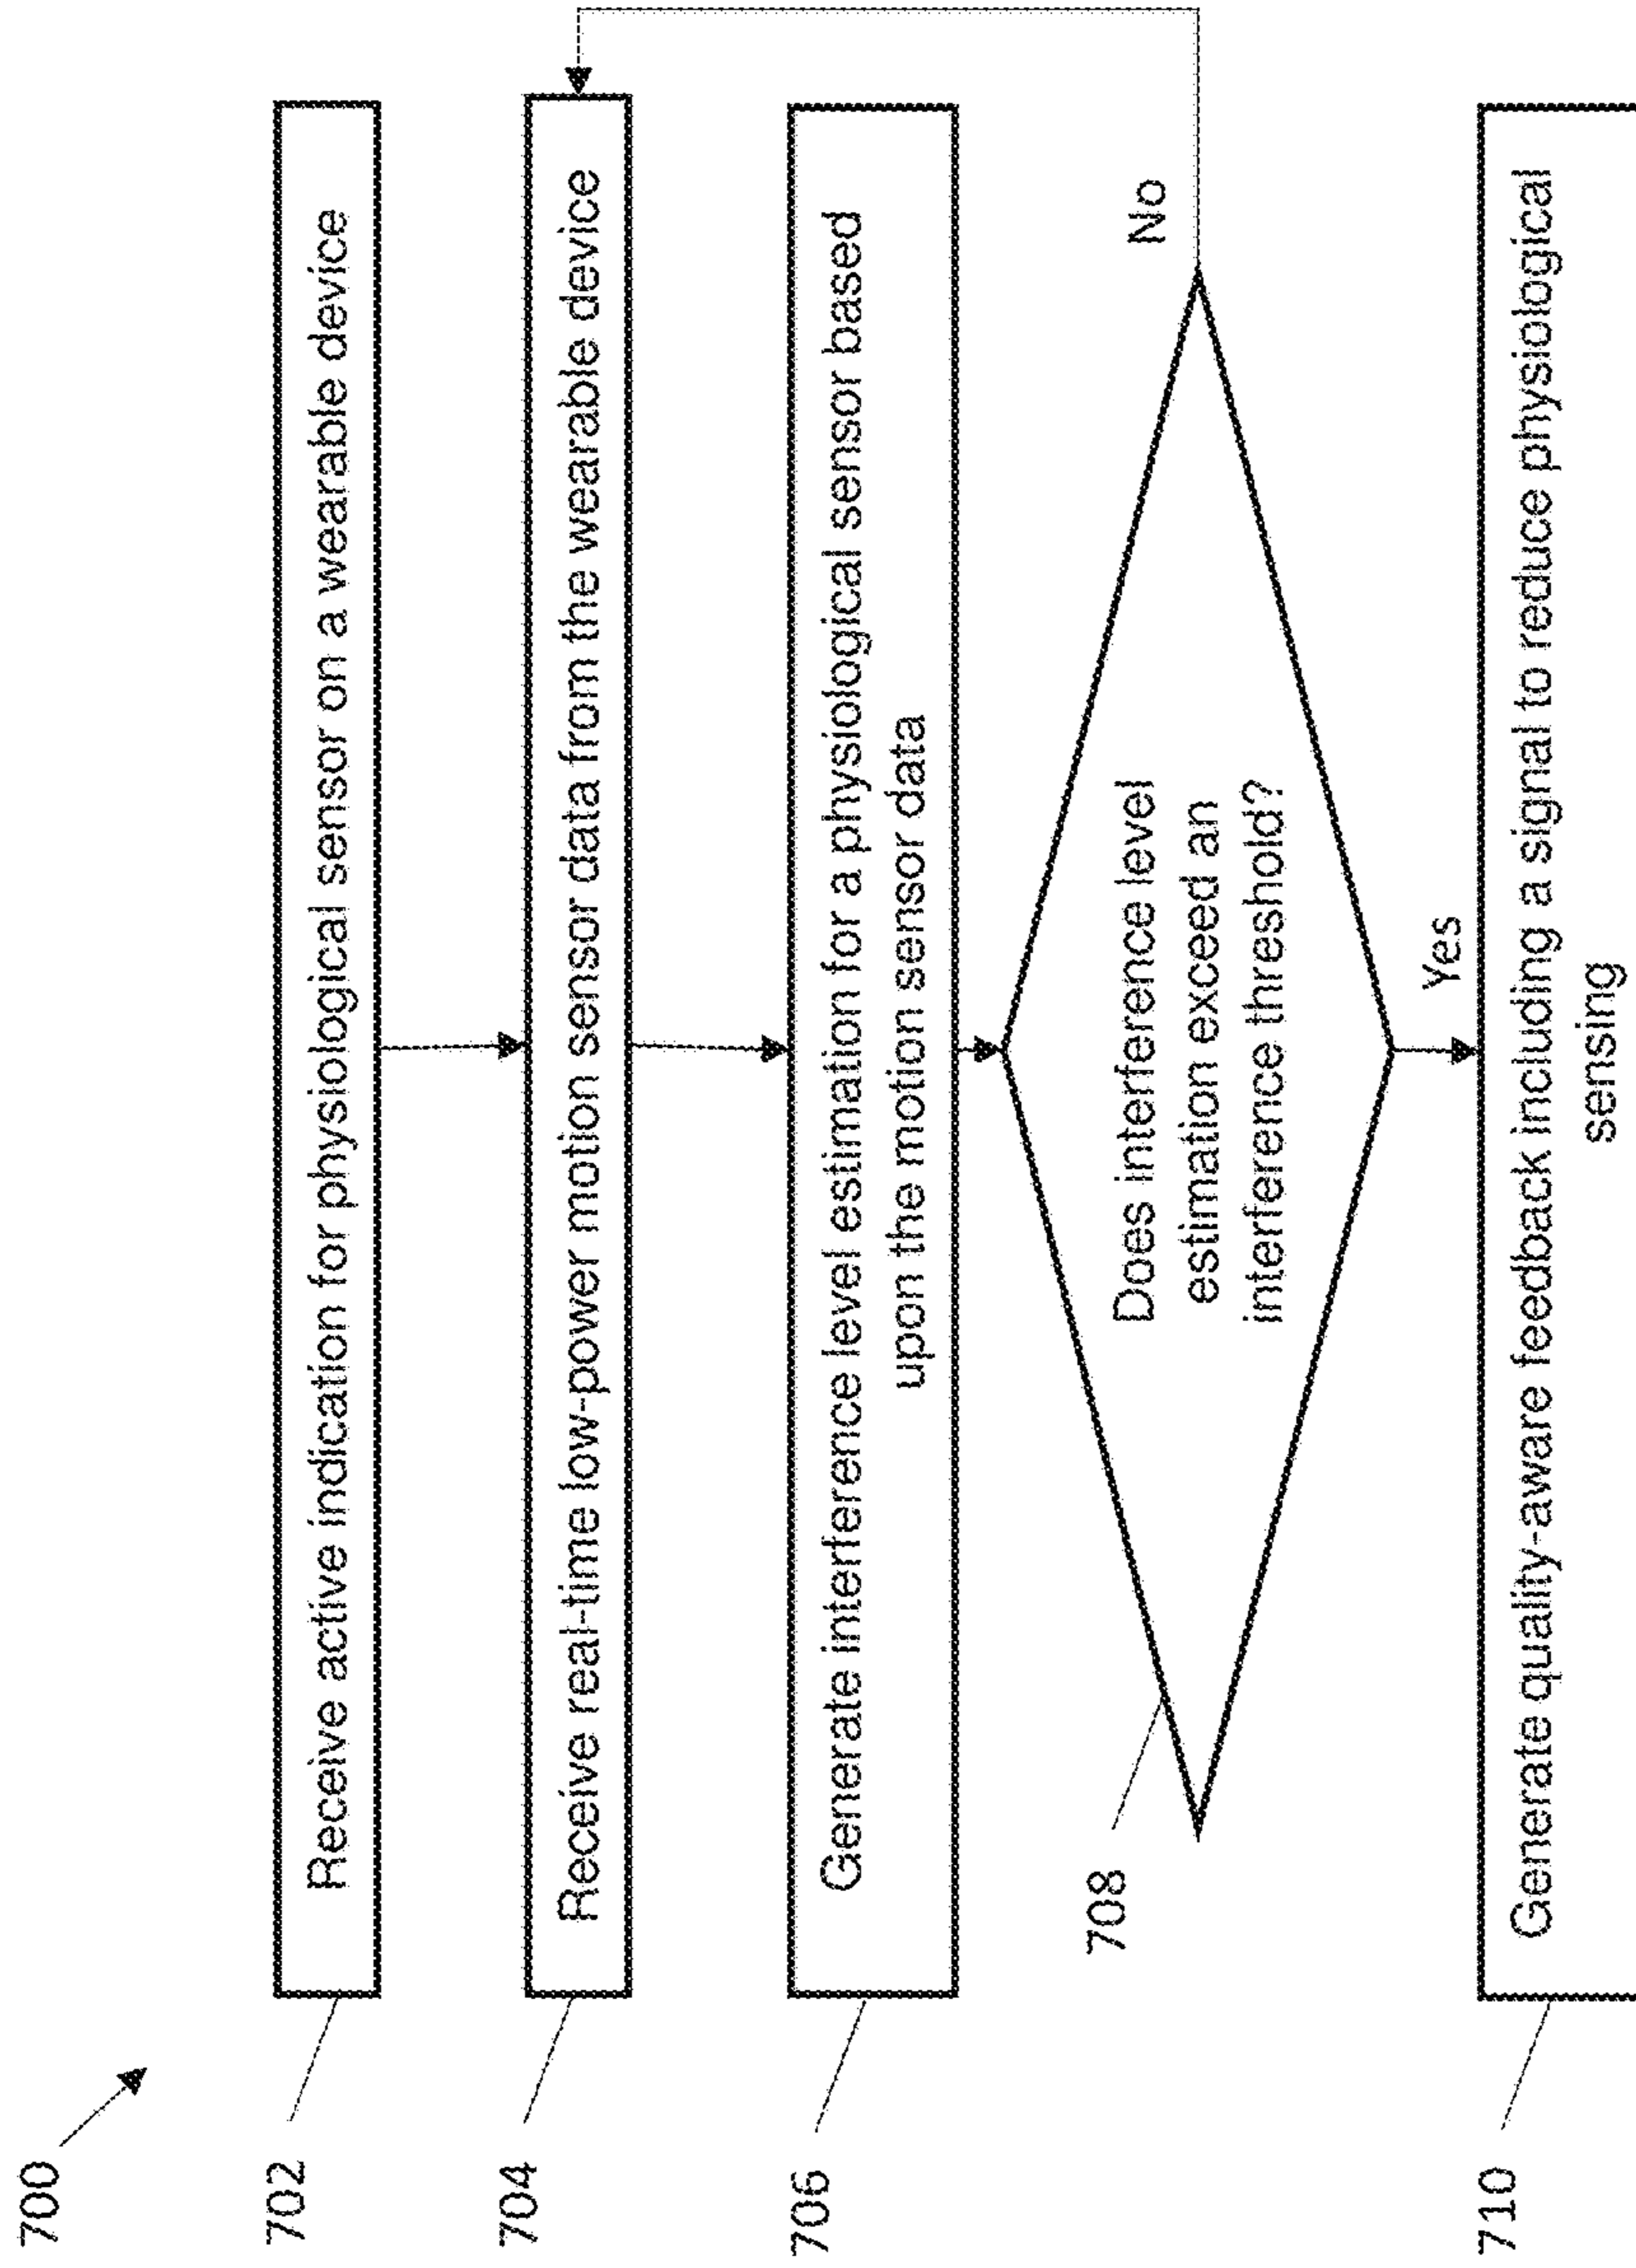 700
702
Receive active indication for physiological sensor on a wearable device
704
Receive real-time low-power motion sensor data from the wearable device
706
Generate interference level estimation for a physiological sensor based
upon the motion sensor data
708
Does interference level
estimation exceed an
interference threshold?
No
Yes
710
Generate quality-aware feedback including a signal to reduce physiological
sensing